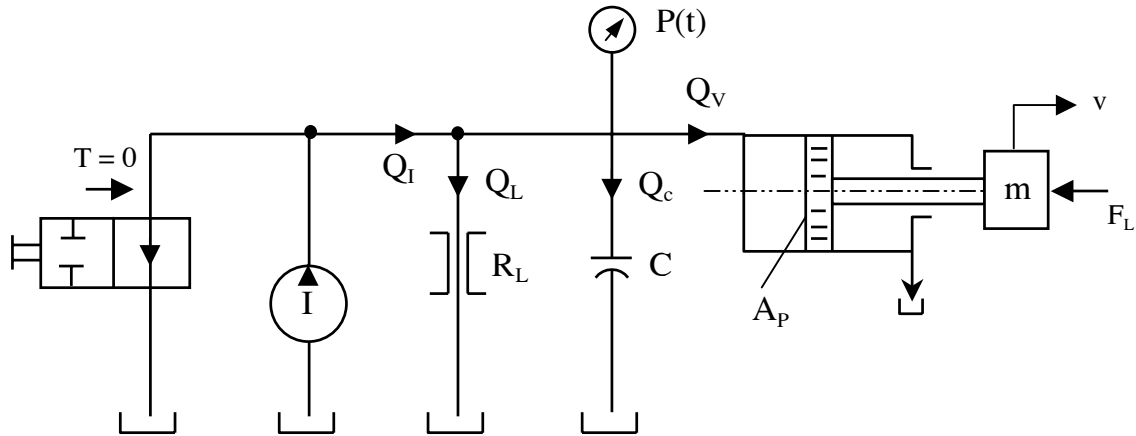 P(t)
Q_V
v
T = 0
Q_I
Q_L
Q_c
m
F_L
I
R_L
C
A_P